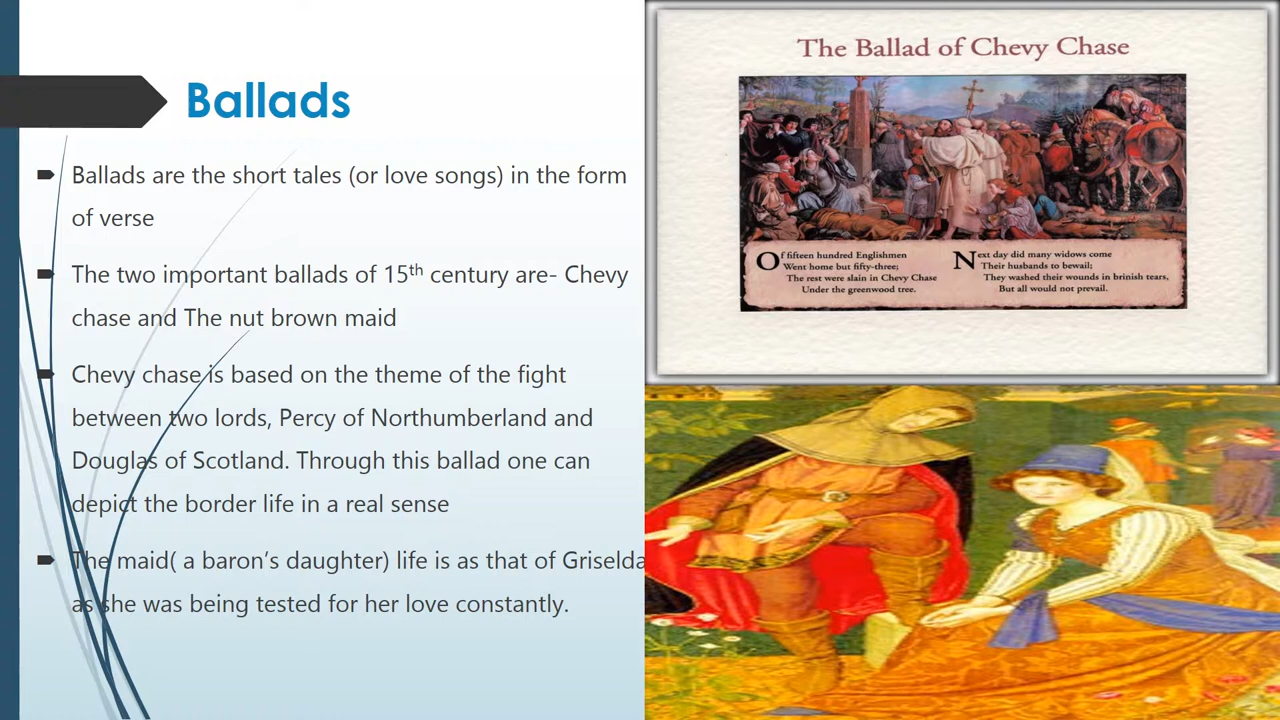 Ballads
Ballads are the short tales (or love songs) in the form
of verse
The two important ballads of 15th century are- Chevy
chase and The nut brown maid
Chevy chase is based on the theme of the fight
between two lords, Percy of Northumberland and
Douglas of Scotland. Through this ballad one can
depict the border life in a real sense
The maid( a baron’s daughter) life is as that of Griselda
as she was being tested for her love constantly.
The Ballad of Chevy Chase
Of fifteen hundred Englishmen
Went home but fifty-three;
The rest were slain in Chevy Chase
Under the greenwood tree.
Next day did many widows come
Their husbands to bewail;
They washed their wounds in brinish tears,
But all would not prevail.